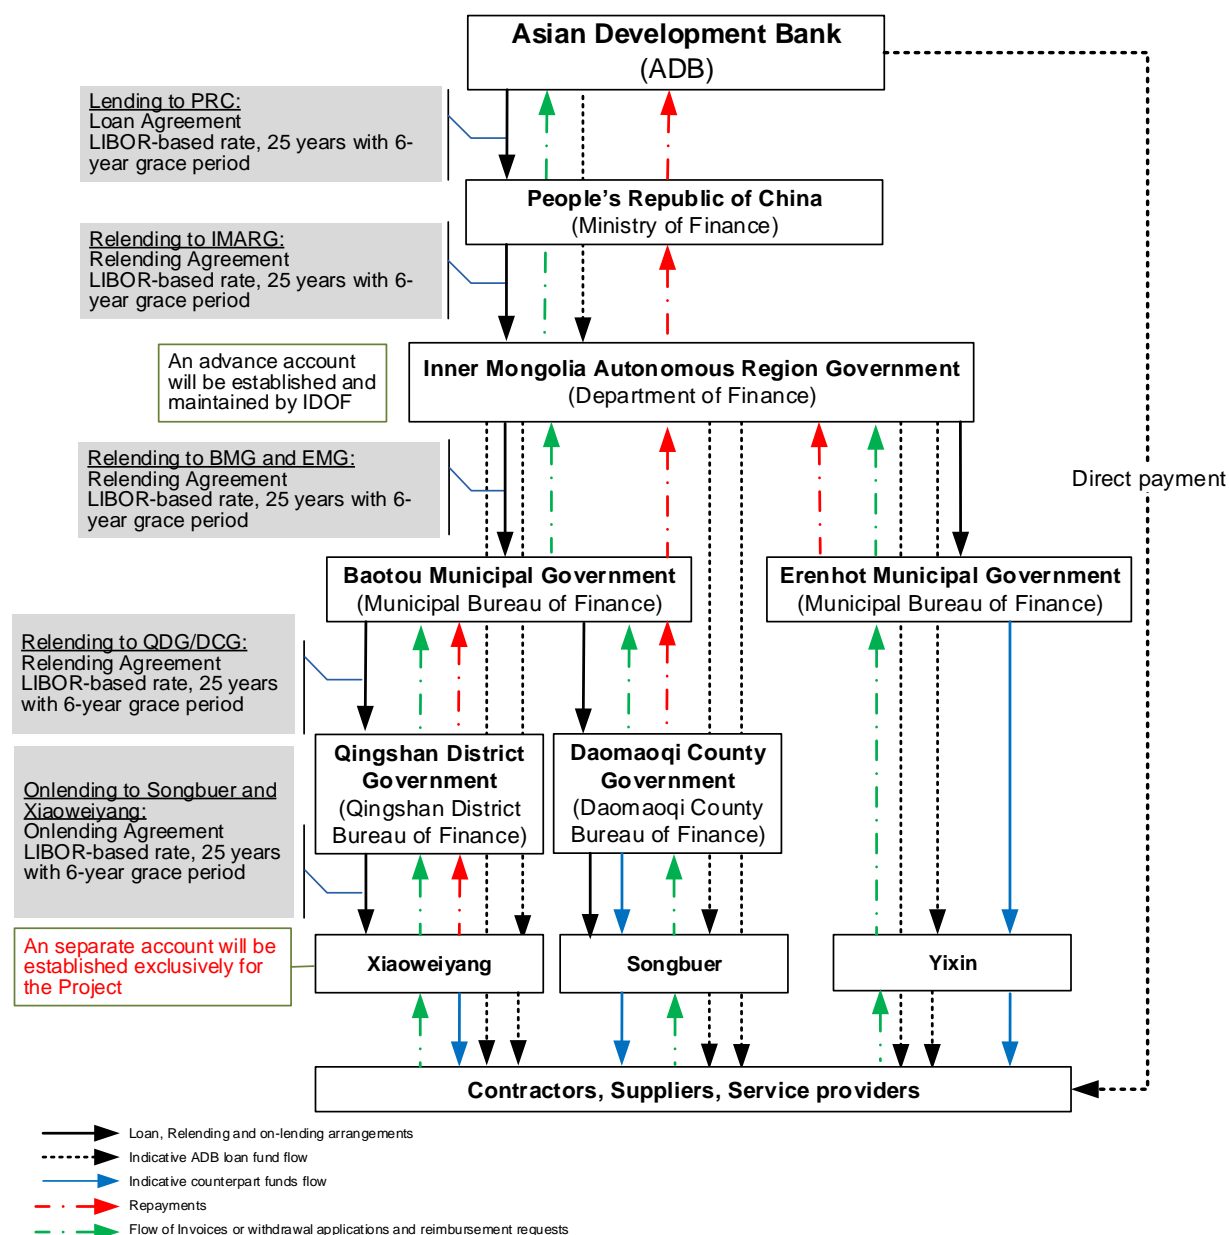 Asian Development Bank
(ADB)
Lending to PRC:
Loan Agreement
LIBOR-based rate, 25 years with 6-
year grace period
People's Republic of China
(Ministry of Finance)
Relending to IMARG:
Relending Agreement
LIBOR-based rate, 25 years with 6-
year grace period
An advance account
will be established and
maintained by IDOF
Inner Mongolia Autonomous Region Government
(Department of Finance)
Relending to BMG and EMG:
Relending Agreement
LIBOR-based rate, 25 years with 6-
year grace period
Direct payment
Baotou Municipal Government
(Municipal Bureau of Finance)
Erenhot Municipal Government
(Municipal Bureau of Finance)
Relending to QDG/DCG:
Relending Agreement
LIBOR-based rate, 25 years
with 6-year grace period
Qingshan District
Government
(Qingshan District
Bureau of Finance)
Daomaoqi County
Government
(Daomaoqi County
Bureau of Finance)
Onlending to Songbuer and
Xiaoweiyang:
Onlending Agreement
LIBOR-based rate, 25 years
with 6-year grace period
An separate account will be
established exclusively for
the Project
Xiaoweiyang
Songbuer
Yixin
Contractors, Suppliers, Service providers
Loan, Relending and on-lending arrangements
Indicative ADB loan fund flow
Indicative counterpart funds flow
Repayments
Flow of Invoices or withdrawal applications and reimbursement requests